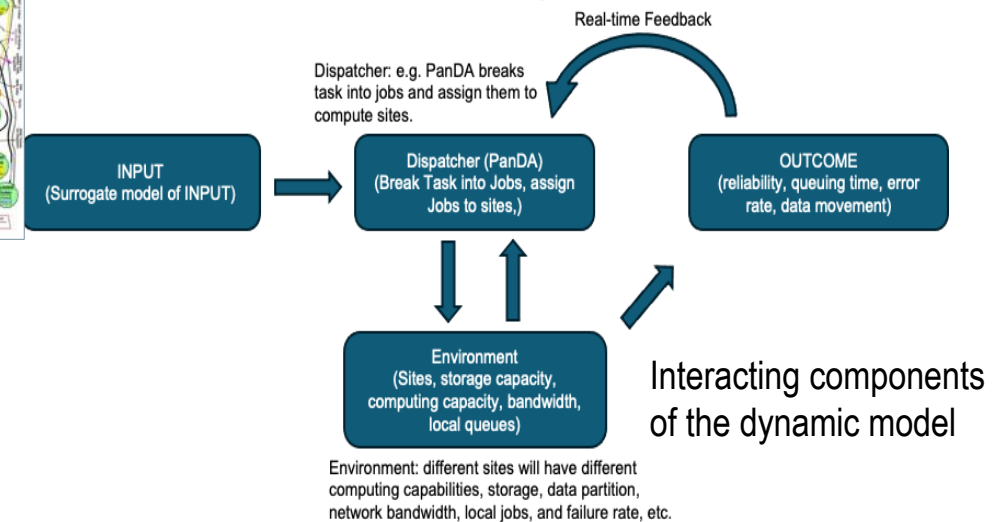 Real-time Feedback
Dispatcher: e.g. PanDA breaks
task into jobs and assign them to
compute sites.
INPUT
(Surrogate model of INPUT)
Dispatcher (PanDA)
(Break Task into Jobs, assign
Jobs to sites,)
OUTCOME
(reliability, queuing time, error
rate, data movement)
Environment
(Sites, storage capacity,
computing capacity, bandwidth,
local queues)
Interacting components
of the dynamic model
Environment: different sites will have different
computing capabilities, storage, data partition,
network bandwidth, local jobs, and failure rate, etc.